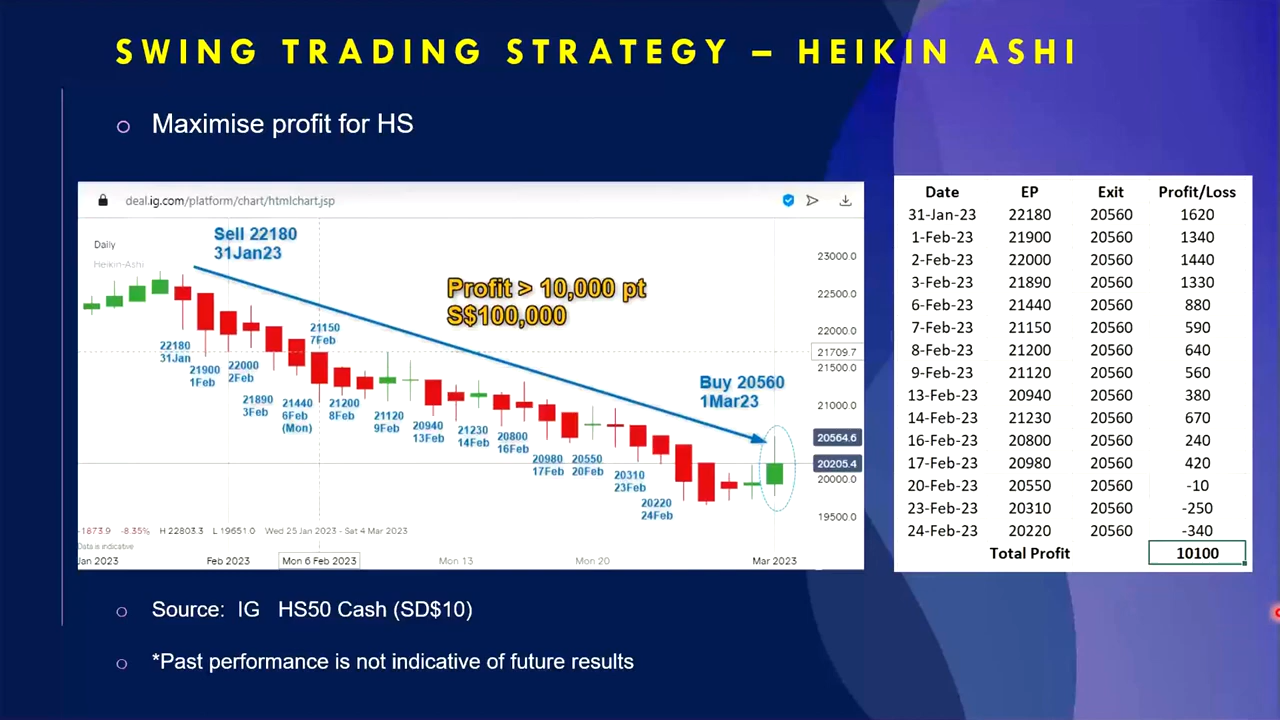 SWING TRADING STRATEGY – HEIKIN ASHI
Maximise profit for HS
deal.ig.com/platform/chart/htmlchart.jsp
Daily
Heikin-Ashi
Sell 22180
31Jan23
Profit > 10,000 pt
S$100,000
Buy 20560
1Mar23
22180
31Jan
21900
1Feb
22000
2Feb
21890
3Feb
21440
6Feb
(Mon)
21150
7Feb
21200
8Feb
21120
9Feb
20940
13Feb
21230
14Feb
20800
16Feb
20980
17Feb
20550
20Feb
20310
23Feb
20220
24Feb
23000.0
22500.0
22000.0
21709.7
21500.0
21000.0
20564.6
20205.4
20000.0
19500.0
-1873.9 -8.35% H 22803.3 L 19651.0 Wed 25 Jan 2023 - Sat 4 Mar 2023
Data is indicative
Jan 2023 Feb 2023 Mon 6 Feb 2023 Mon 13 Mon 20 Mar 2023
Date EP Exit Profit/Loss
31-Jan-23 22180 20560 1620
1-Feb-23 21900 20560 1340
2-Feb-23 22000 20560 1440
3-Feb-23 21890 20560 1330
6-Feb-23 21440 20560 880
7-Feb-23 21150 20560 590
8-Feb-23 21200 20560 640
9-Feb-23 21120 20560 560
13-Feb-23 20940 20560 380
14-Feb-23 21230 20560 670
16-Feb-23 20800 20560 240
17-Feb-23 20980 20560 420
20-Feb-23 20550 20560 -10
23-Feb-23 20310 20560 -250
24-Feb-23 20220 20560 -340
Total Profit 10100
Source: IG HS50 Cash (SD$10)
*Past performance is not indicative of future results